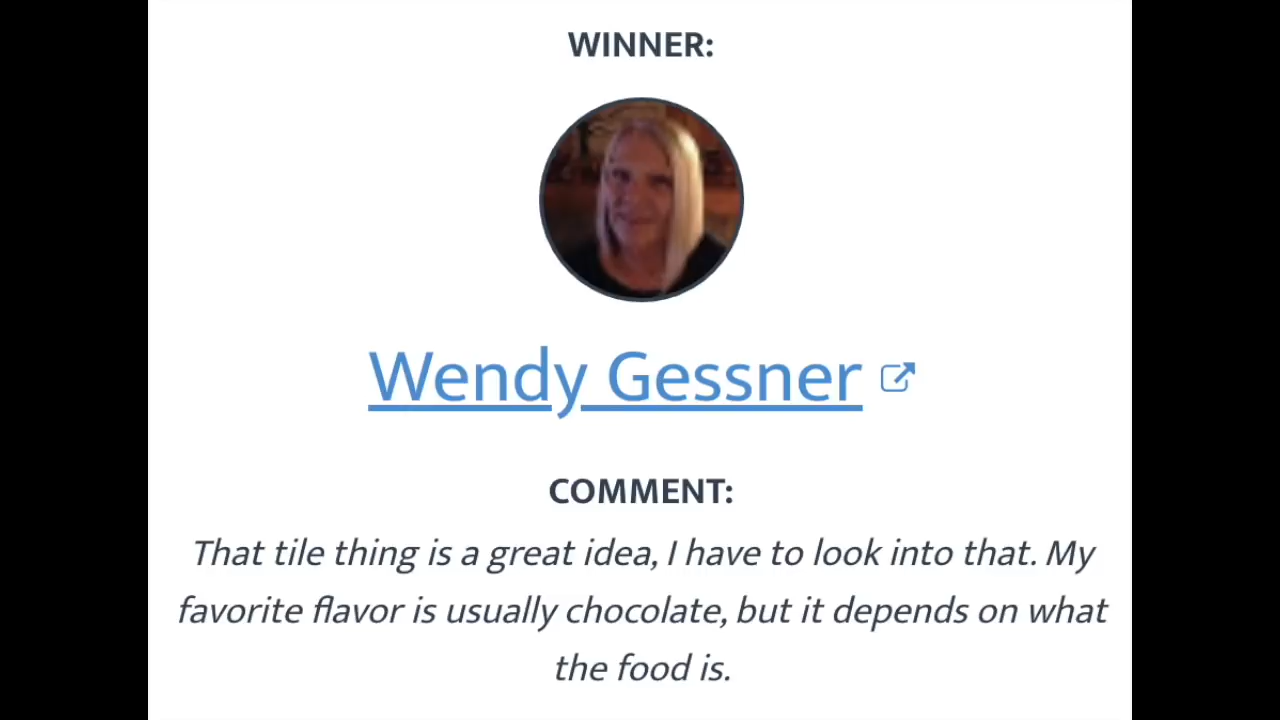 WINNER:
Wendy Gessner
COMMENT:
That tile thing is a great idea, I have to look into that. My
favorite flavor is usually chocolate, but it depends on what
the food is.